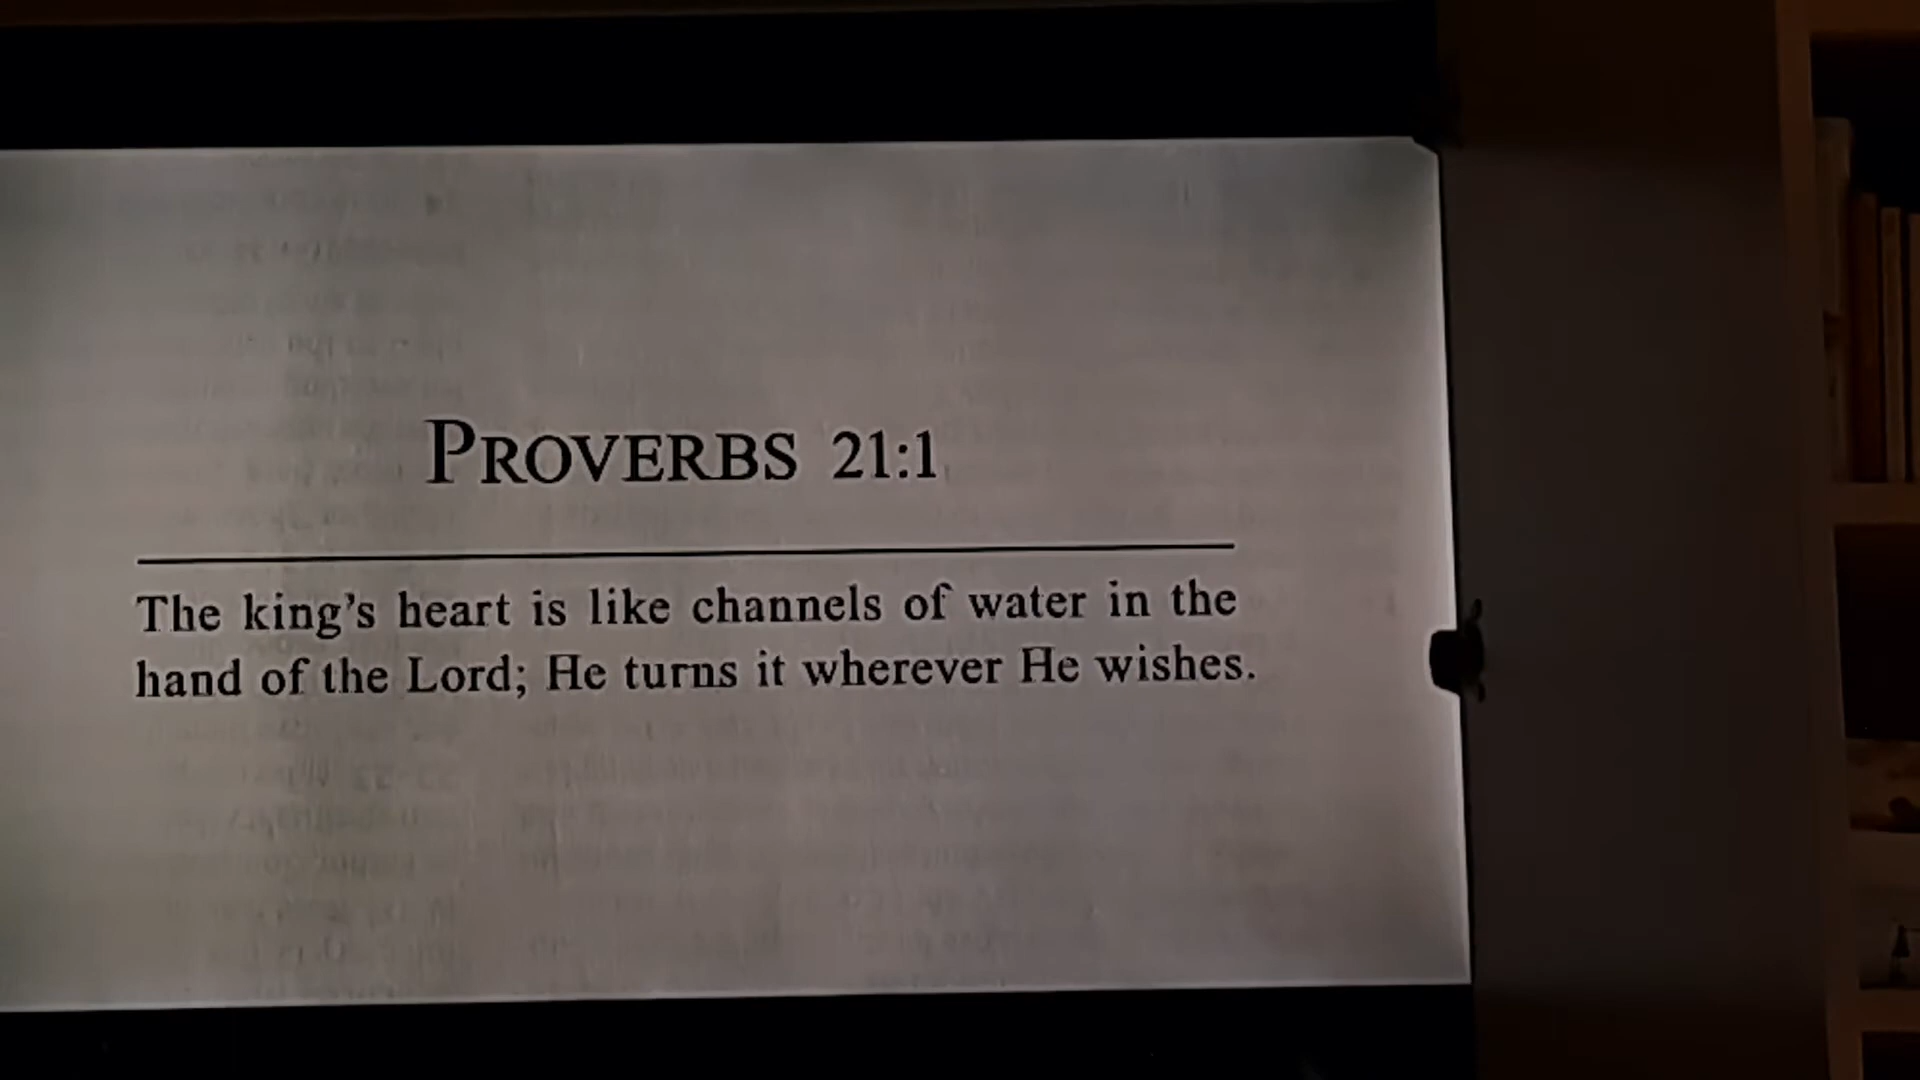 PROVERBS 21:1
The king's heart is like channels of water in the
hand of the Lord; He turns it wherever He wishes.